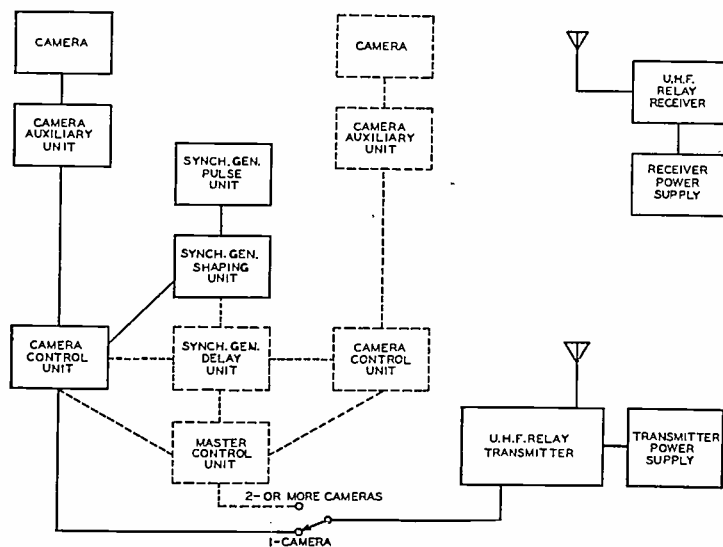 CAMERA
CAMERA
AUXILIARY
UNIT
SYNCH. GEN.
PULSE
UNIT
SYNCH. GEN.
SHAPING
UNIT
CAMERA
CONTROL
UNIT
SYNCH. GEN.
DELAY
UNIT
MASTER
CONTROL
UNIT
CAMERA
CAMERA
AUXILIARY
UNIT
CAMERA
CONTROL
UNIT
2- OR MORE CAMERAS
1-CAMERA
U.H.F.
RELAY
RECEIVER
RECEIVER
POWER
SUPPLY
U.H.F. RELAY
TRANSMITTER
TRANSMITTER
POWER
SUPPLY